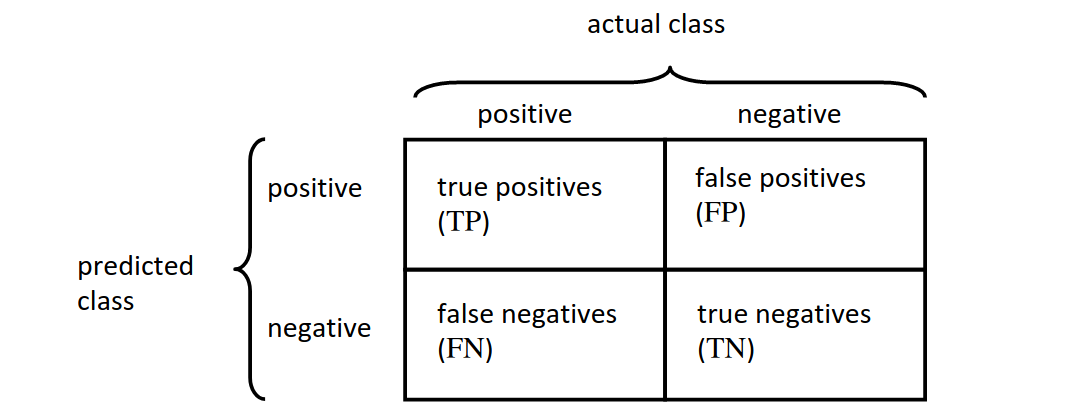 actual class
positive
negative
positive
true positives
(TP)
false positives
(FP)
predicted
class
negative
false negatives
(FN)
true negatives
(TN)